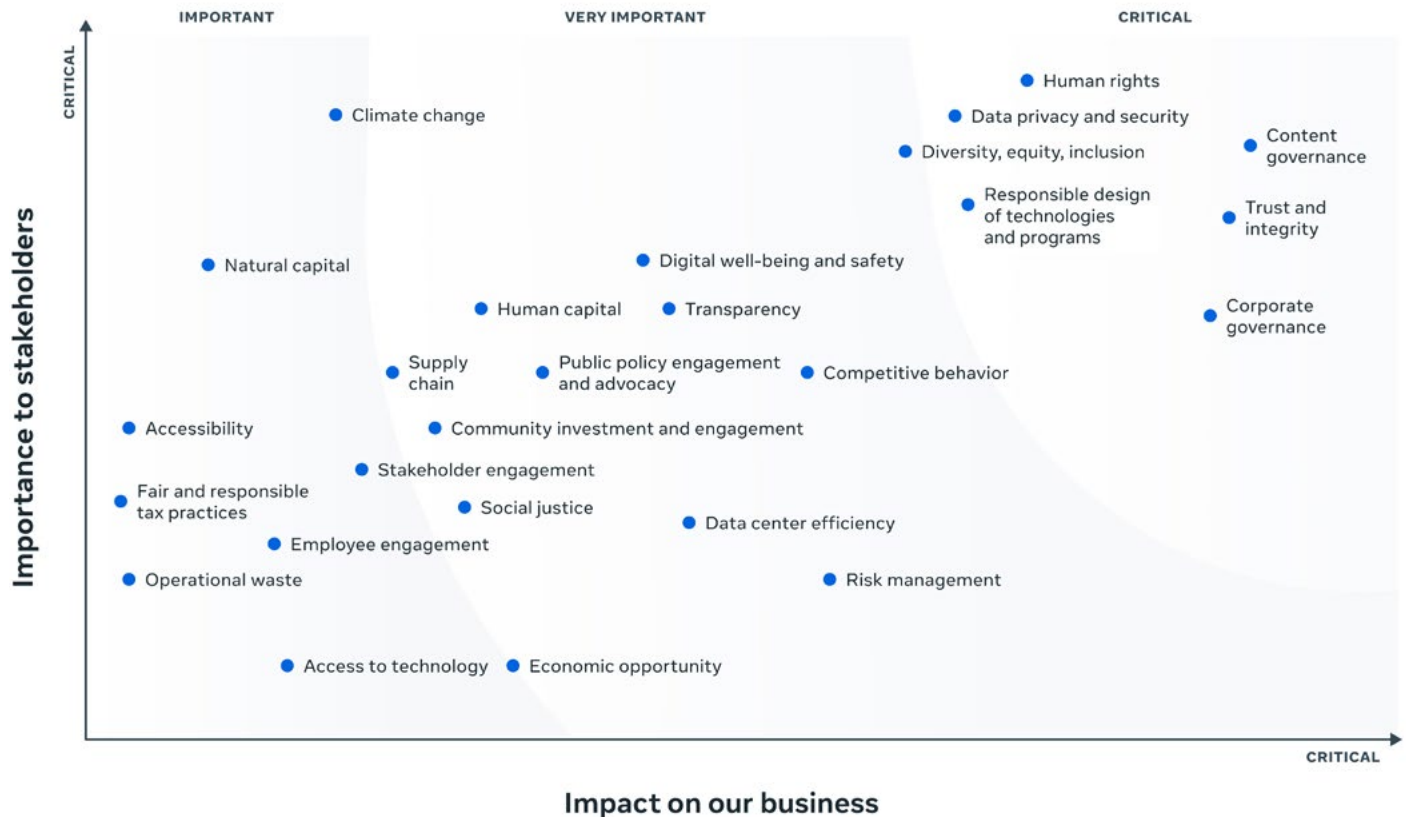 IMPORTANT
VERY IMPORTANT
CRITICAL
CRITICAL
Human rights
Climate change
Data privacy and security
Content
governance
Diversity, equity, inclusion
Responsible design
of technologies
and programs
Trust and
integrity
Natural capital
Digital well-being and safety
Human capital
Transparency
Corporate
governance
Supply
chain
Public policy engagement
and advocacy
Competitive behavior
Accessibility
Community investment and engagement
Stakeholder engagement
Fair and responsible
tax practices
Social justice
Data center efficiency
Employee engagement
Operational waste
Risk management
Access to technology
Economic opportunity
Importance to stakeholders
CRITICAL
Impact on our business